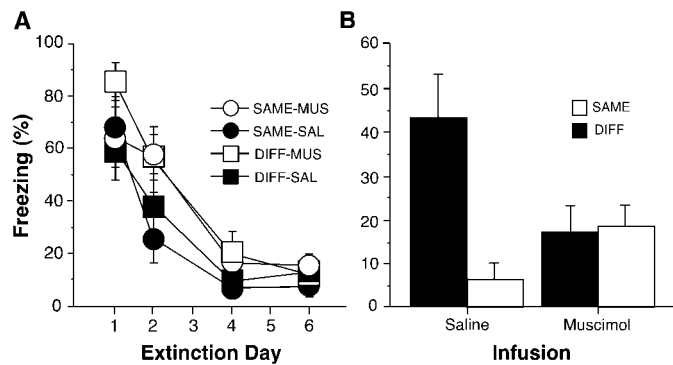 A
100
80
60
40
20
0
Freezing (%)
SAME-MUS
SAME-SAL
DIFF-MUS
DIFF-SAL
1 2 3 4 5 6
Extinction Day
B
60
50
40
30
20
10
0
SAME
DIFF
Saline Muscimol
Infusion